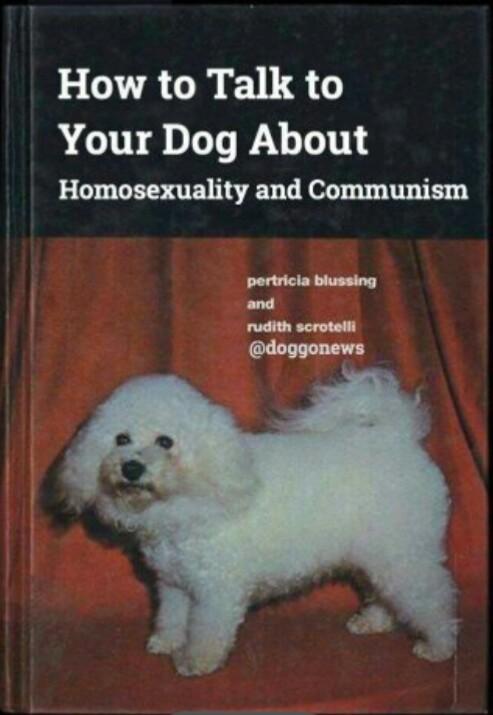 How to Talk to
Your Dog About
Homosexuality and Communism
pertricia blussing
and
rudith scrotelli
@doggonews